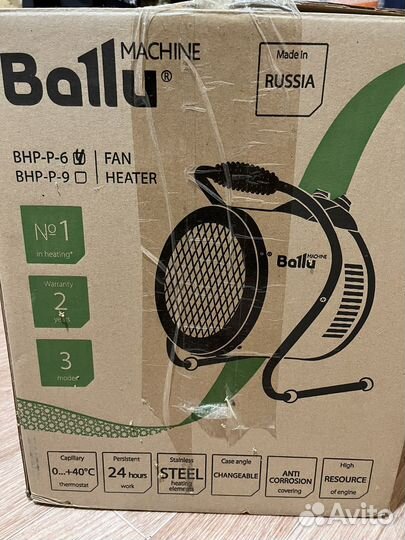 MACHINE
Ballu®
Made in
RUSSIA
BHP-P-6 FAN
BHP-P-9 HEATER
№1
in heating*
Warranty
2
years
3
modes
MACHINE
Ballu
Capillary
0...+40°C
thermostat
Persistent
24 hours
work
Stainless
STEEL
heating
elements
Case angle
CHANGEABLE
ANTI
CORROSION
covering
High
RESOURCE
of engine
Avito